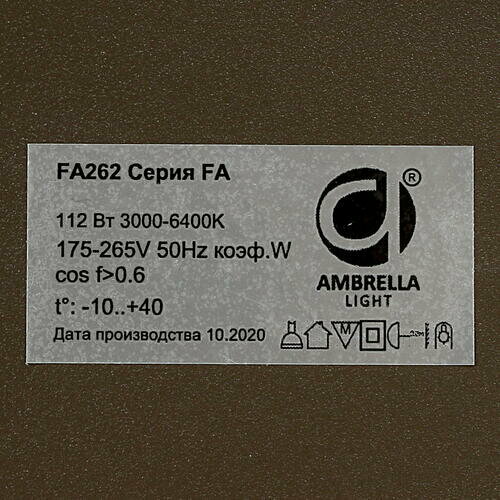 FA262 Серия FA
112 Вт 3000-6400K
175-265V 50Hz коэф.W
cos f>0.6
t°: -10..+40
Дата производства 10.2020
®
AMBRELLA
LIGHT
M